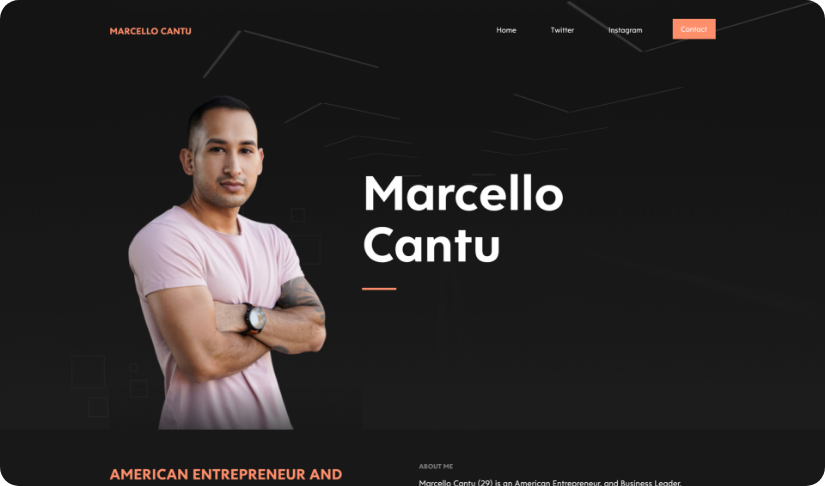 MARCELLO CANTU
Home
Twitter
Instagram
Contact
Marcello
Cantu
AMERICAN ENTREPRENEUR AND
ABOUT ME
Marcello Cantu (29) is an American Entrepreneur, and Business Leader.